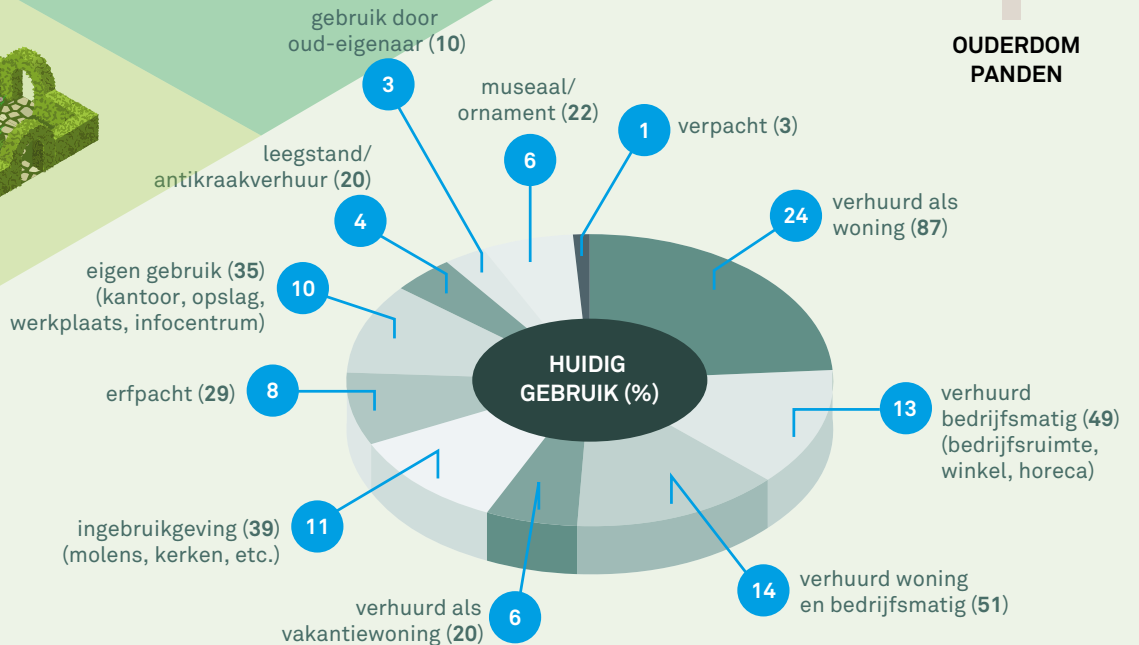 gebruik door
oud-eigenaar (10)
3
OUDERDOM
PANDEN
museaal/
ornament (22)
6
1
verpacht (3)
leegstand/
antikraakverhuur (20)
4
24
verhuurd als
woning (87)
eigen gebruik (35)
(kantoor, opslag,
werkplaats, infocentrum)
10
HUIDIG
GEBRUIK (%)
erfpacht (29)
8
13
verhuurd
bedrijfsmatig (49)
(bedrijfsruimte,
winkel, horeca)
ingebruikgeving (39)
(molens, kerken, etc.)
11
14
verhuurd woning
en bedrijfsmatig (51)
verhuurd als
vakantiewoning (20)
6